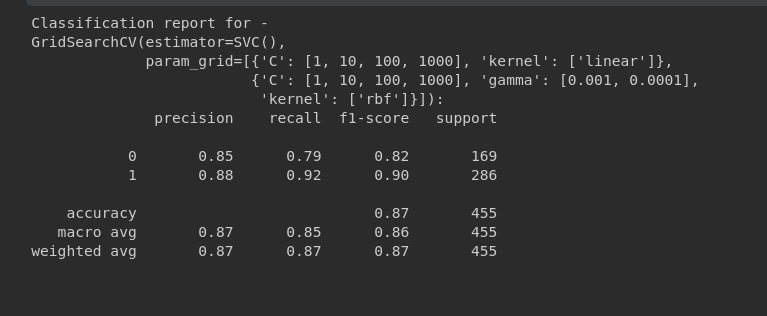 Classification report for -
GridSearchCV(estimator=SVC(),
             param_grid=[{'C': [1, 10, 100, 1000], 'kernel': ['linear']},
                         {'C': [1, 10, 100, 1000], 'gamma': [0.001, 0.0001],
                          'kernel': ['rbf']}]):
              precision    recall  f1-score   support

           0       0.85      0.79      0.82       169
           1       0.88      0.92      0.90       286

    accuracy                           0.87       455
   macro avg       0.87      0.85      0.86       455
weighted avg       0.87      0.87      0.87       455